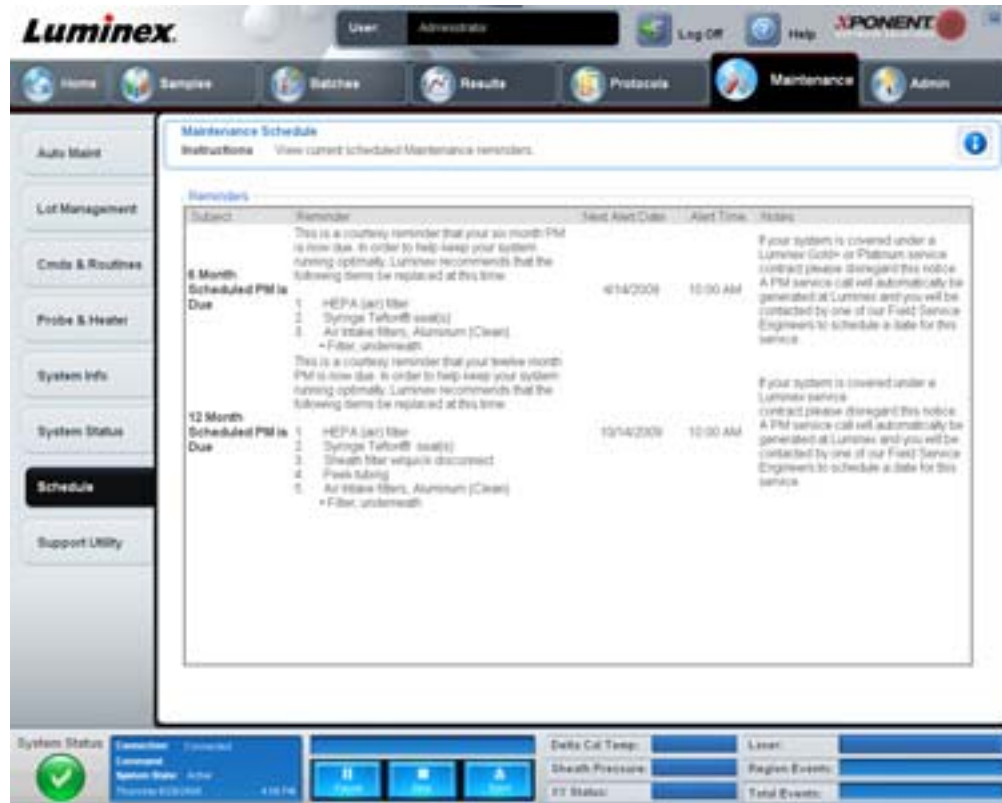 Luminex.
User: Administrator
Log Off
Help
XPONENT
Home
Samples
Batches
Results
Protocols
Maintenance
Admin
Auto Maint
Lot Management
Cmds & Routines
Probe & Heater
System Info
System Status
Schedule
Support Utility
Maintenance Schedule
Instructions View current scheduled Maintenance reminders.
Reminders
Subject Reminder Next Alert Date Alert Time Notes
6 Month
Scheduled PM is
Due
This is a courtesy reminder that your six month PM
is now due. In order to help keep your system
running optimally, Luminex recommends that the
following items be replaced at this time:
1. HEPA (air) filter
2. Syringe Teflon® seal(s)
3. Air Intake filters, Aluminum (Clean)
• Filter, underneath
4/14/2009 10:00 AM
If your system is covered under a
Luminex Gold+ or Platinum service
contract please disregard this notice.
A PM service call will automatically be
generated at Luminex and you will be
contacted by one of our Field Service
Engineers to schedule a date for this
service.
12 Month
Scheduled PM is
Due
This is a courtesy reminder that your twelve month
PM is now due. In order to help keep your system
running optimally, Luminex recommends that the
following items be replaced at this time:
1. HEPA (air) filter
2. Syringe Teflon® seal(s)
3. Sheath filter w/quick disconnect
4. Peek tubing
5. Air Intake filters, Aluminum (Clean)
• Filter, underneath
10/14/2009 10:00 AM
If your system is covered under a
Luminex service
contract please disregard this notice.
A PM service call will automatically be
generated at Luminex and you will be
contacted by one of our Field Service
Engineers to schedule a date for this
service.
System Status
Connection: Connected
Command:
System State: Active
Thursday
Pause
Stop
Eject
Delta Cal Temp:
Sheath Pressure:
XY Status:
Laser:
Region Events:
Total Events: